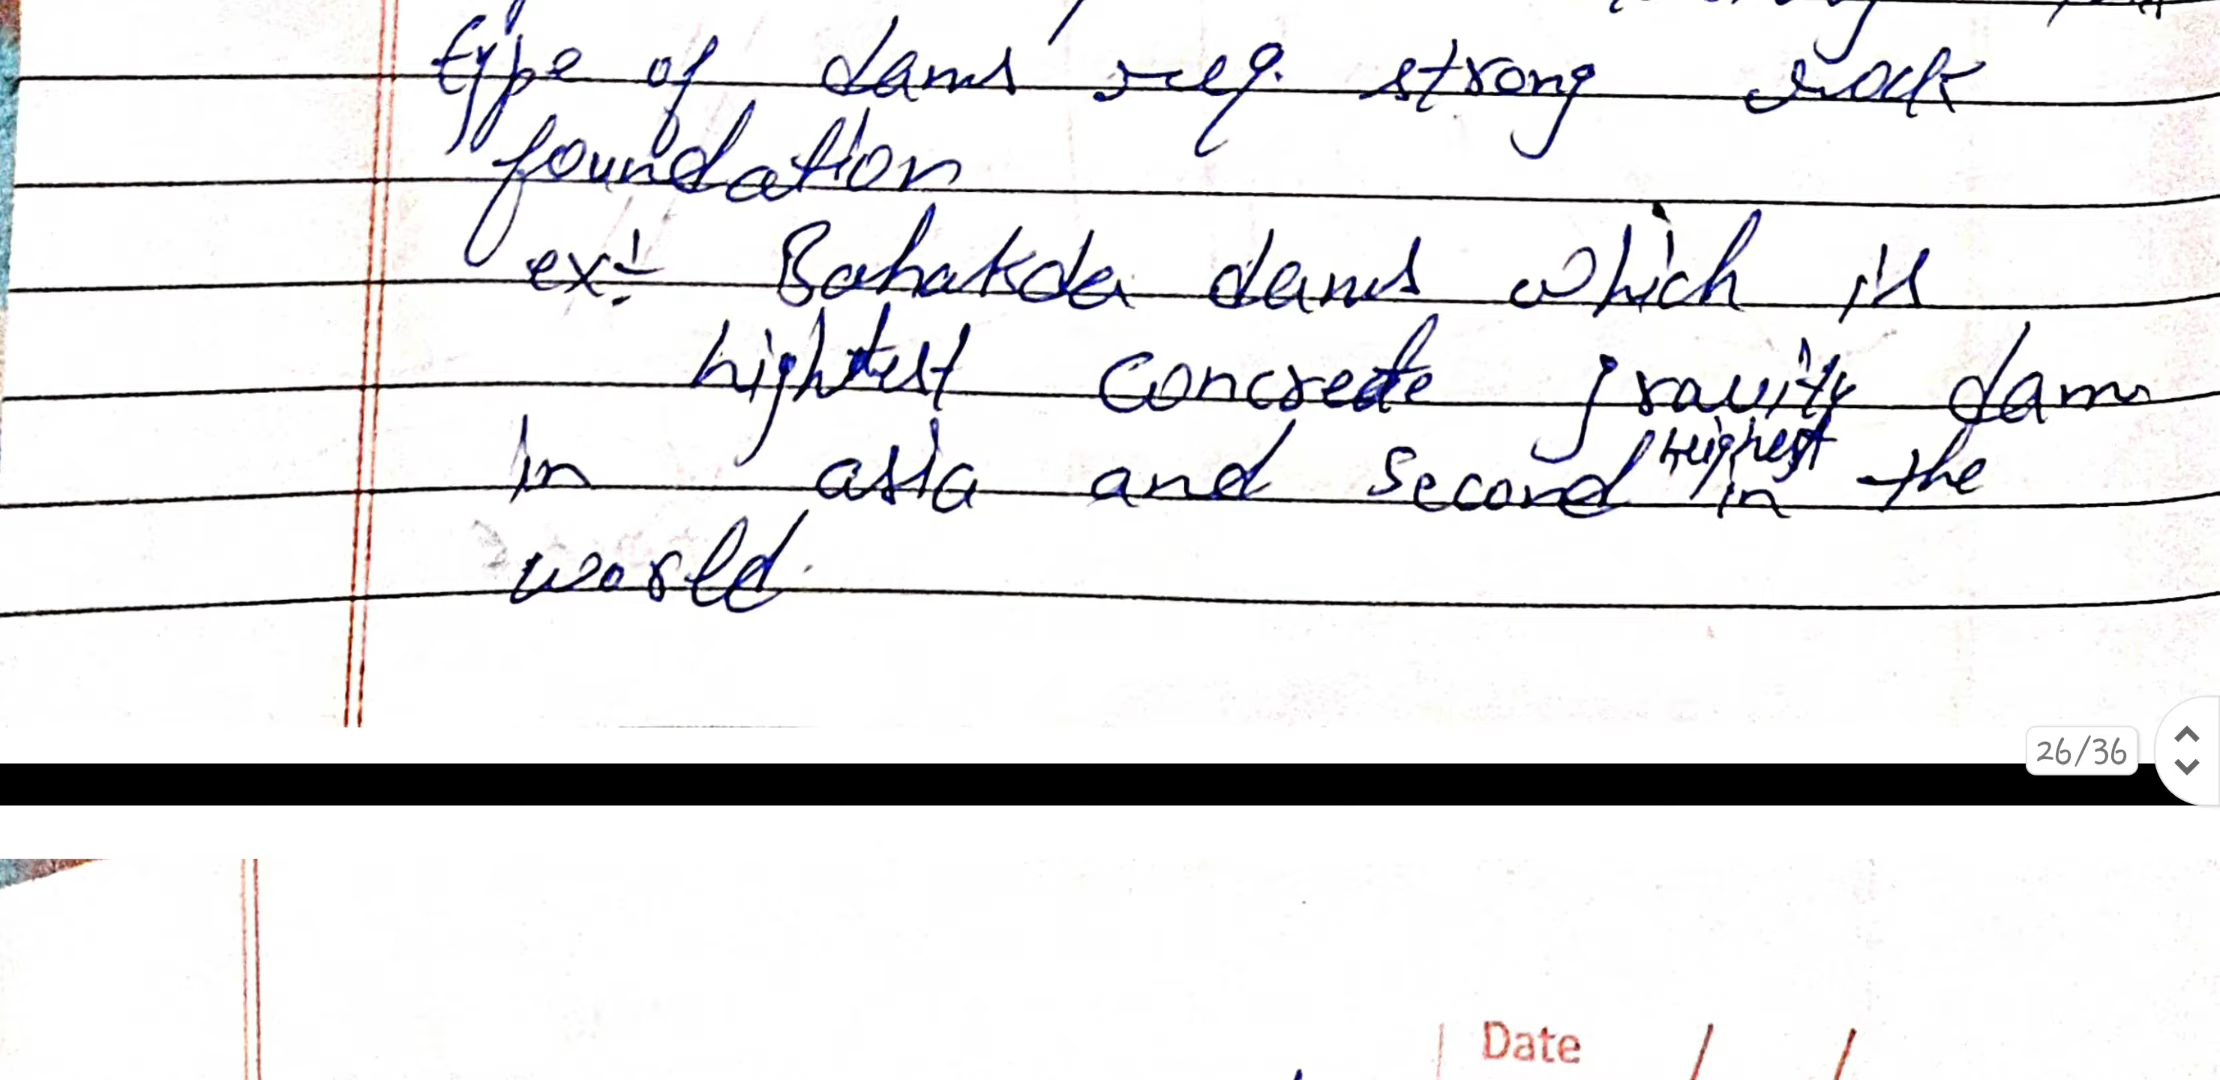 type of dams req. strong rock
foundation
ex:- Bahakda dams which is
hightest concrete gravity dam
in asia and second Heighest in the
world.
26/36
Date / /